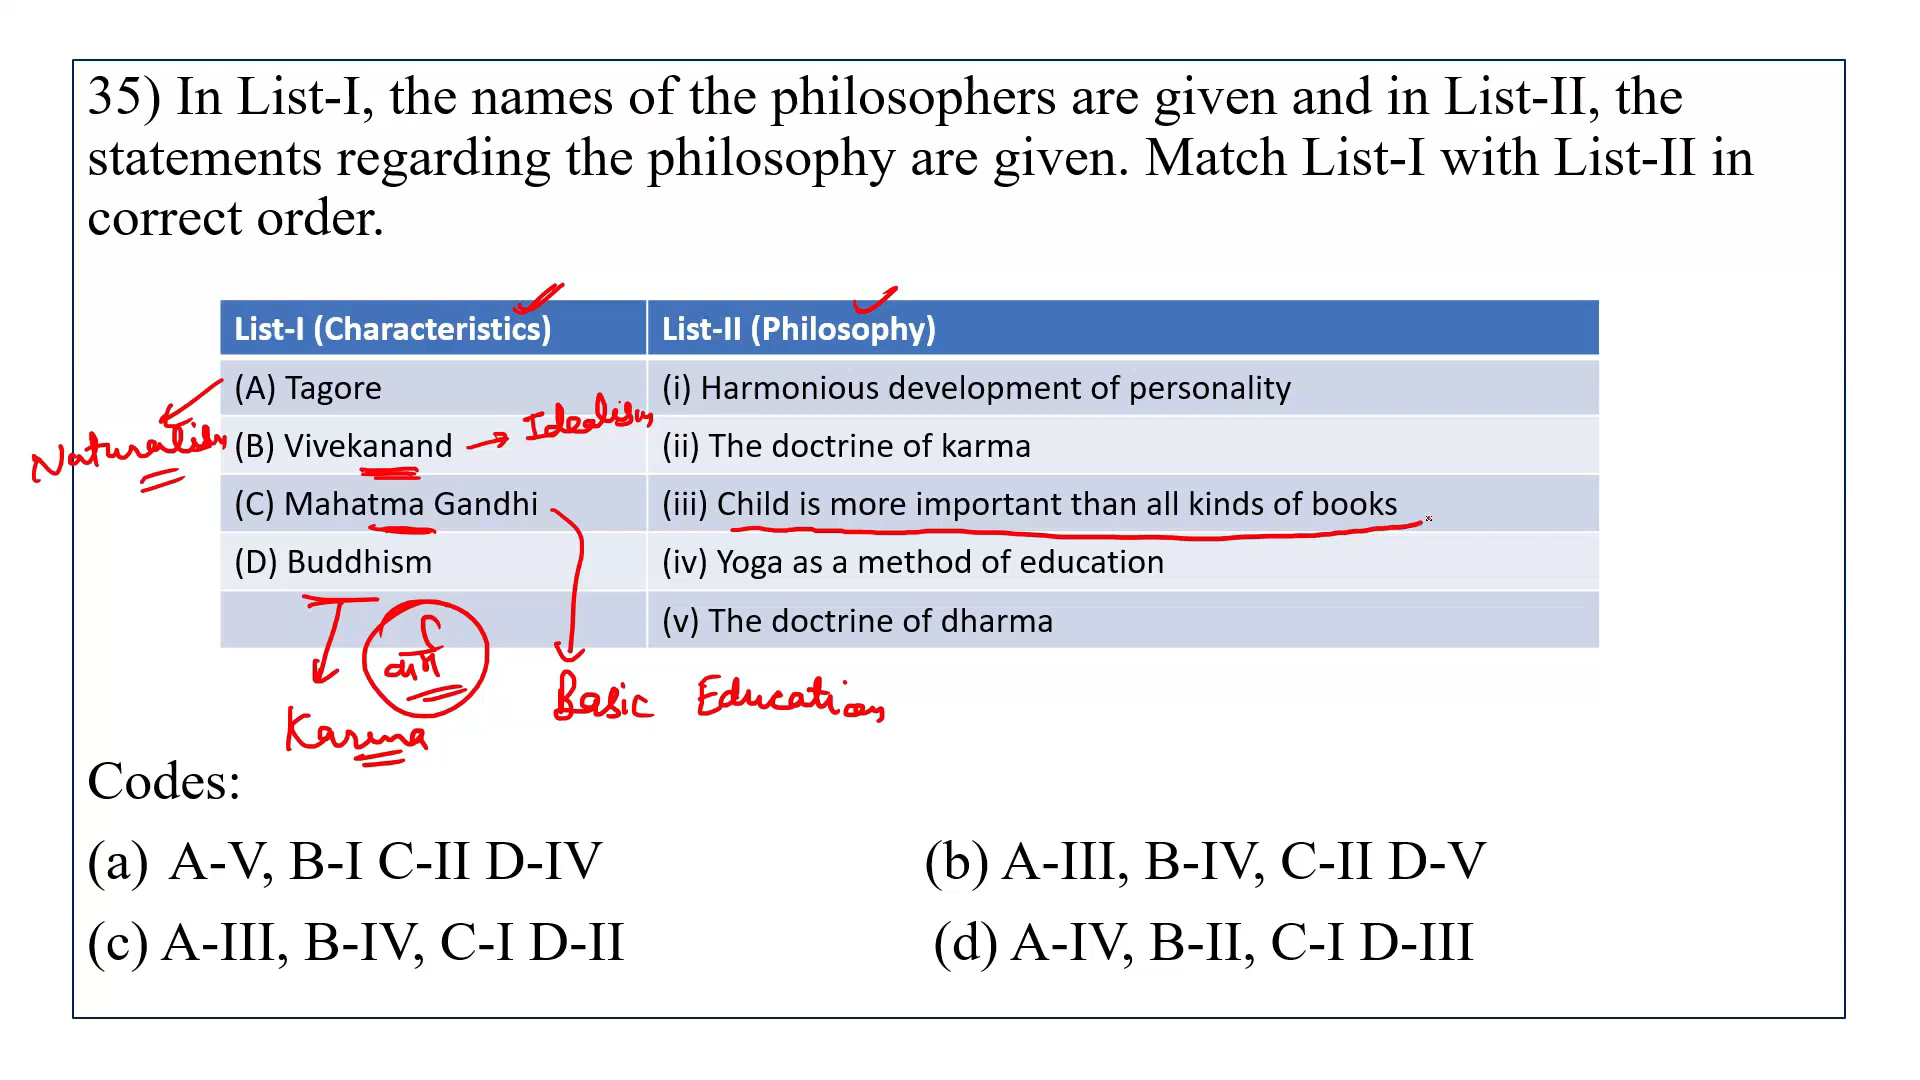 35) In List-I, the names of the philosophers are given and in List-II, the
statements regarding the philosophy are given. Match List-I with List-II in
correct order.
List-I (Characteristics) List-II (Philosophy)
(A) Tagore (i) Harmonious development of personality
Naturalism (B) Vivekanand Idealism (ii) The doctrine of karma
(C) Mahatma Gandhi (iii) Child is more important than all kinds of books
(D) Buddhism (iv) Yoga as a method of education
(v) The doctrine of dharma
Karma
Basic Education
Codes:
(a) A-V, B-I C-II D-IV (b) A-III, B-IV, C-II D-V
(c) A-III, B-IV, C-I D-II (d) A-IV, B-II, C-I D-III